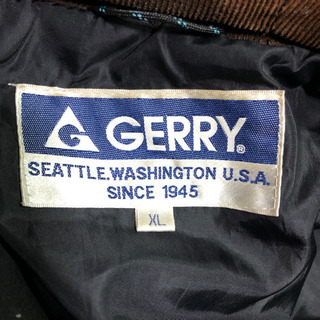 GERRY®
SEATTLE.WASHINGTON U.S.A.
SINCE 1945
XL